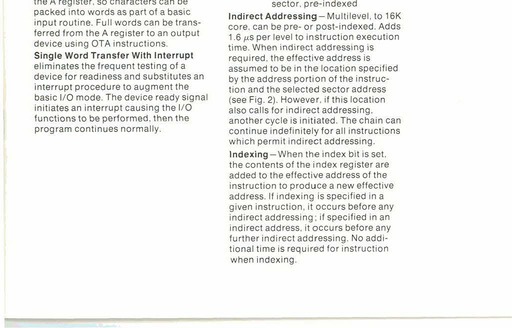 the A register, so characters can be
packed into words as part of a basic
input routine. Full words can be trans-
ferred from the A register to an output
device using OTA instructions.
Single Word Transfer With Interrupt
eliminates the frequent testing of a
device for readiness and substitutes an
interrupt procedure to augment the
basic I/O mode. The device ready signal
initiates an interrupt causing the I/O
functions to be performed, then the
program continues normally.
sector, pre-indexed
Indirect Addressing—Multilevel, to 16K
core, can be pre- or post-indexed. Adds
1.6 μs per level to instruction execution
time. When indirect addressing is
required, the effective address is
assumed to be in the location specified
by the address portion of the instruc-
tion and the selected sector address
(see Fig. 2). However, if this location
also calls for indirect addressing,
another cycle is initiated. The chain can
continue indefinitely for all instructions
which permit indirect addressing.
Indexing—When the index bit is set,
the contents of the index register are
added to the effective address of the
instruction to produce a new effective
address. If indexing is specified in a
given instruction, it occurs before any
indirect addressing; if specified in an
indirect address, it occurs before any
further indirect addressing. No addi-
tional time is required for instruction
when indexing.